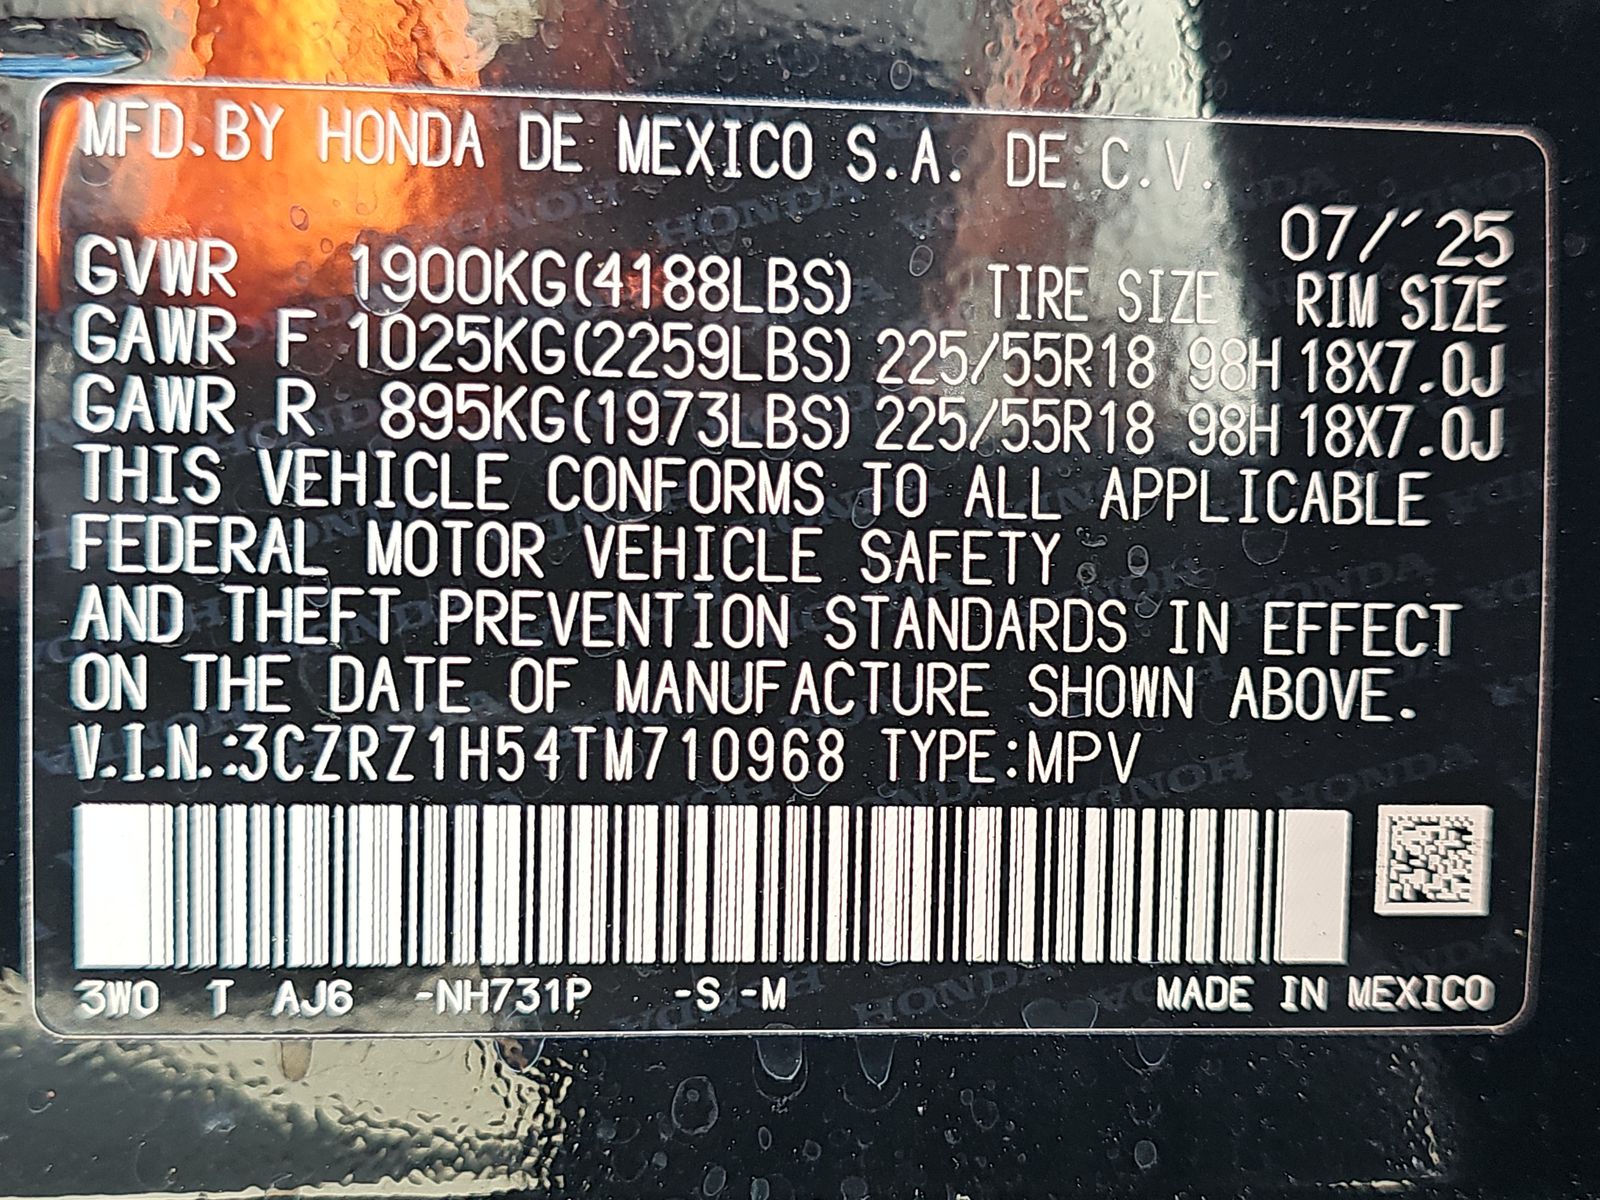 MFD.BY HONDA DE MEXICO S.A. DE C.V.
07/'25
GVWR 1900KG(4188LBS) TIRE SIZE RIM SIZE
GAWR F 1025KG(2259LBS) 225/55R18 98H 18X7.0J
GAWR R 895KG(1973LBS) 225/55R18 98H 18X7.0J
THIS VEHICLE CONFORMS TO ALL APPLICABLE
FEDERAL MOTOR VEHICLE SAFETY
AND THEFT PREVENTION STANDARDS IN EFFECT
ON THE DATE OF MANUFACTURE SHOWN ABOVE.
V.I.N.:3CZRZ1H54TM710968 TYPE:MPV
3W0 T AJ6 -NH731P -S -M MADE IN MEXICO